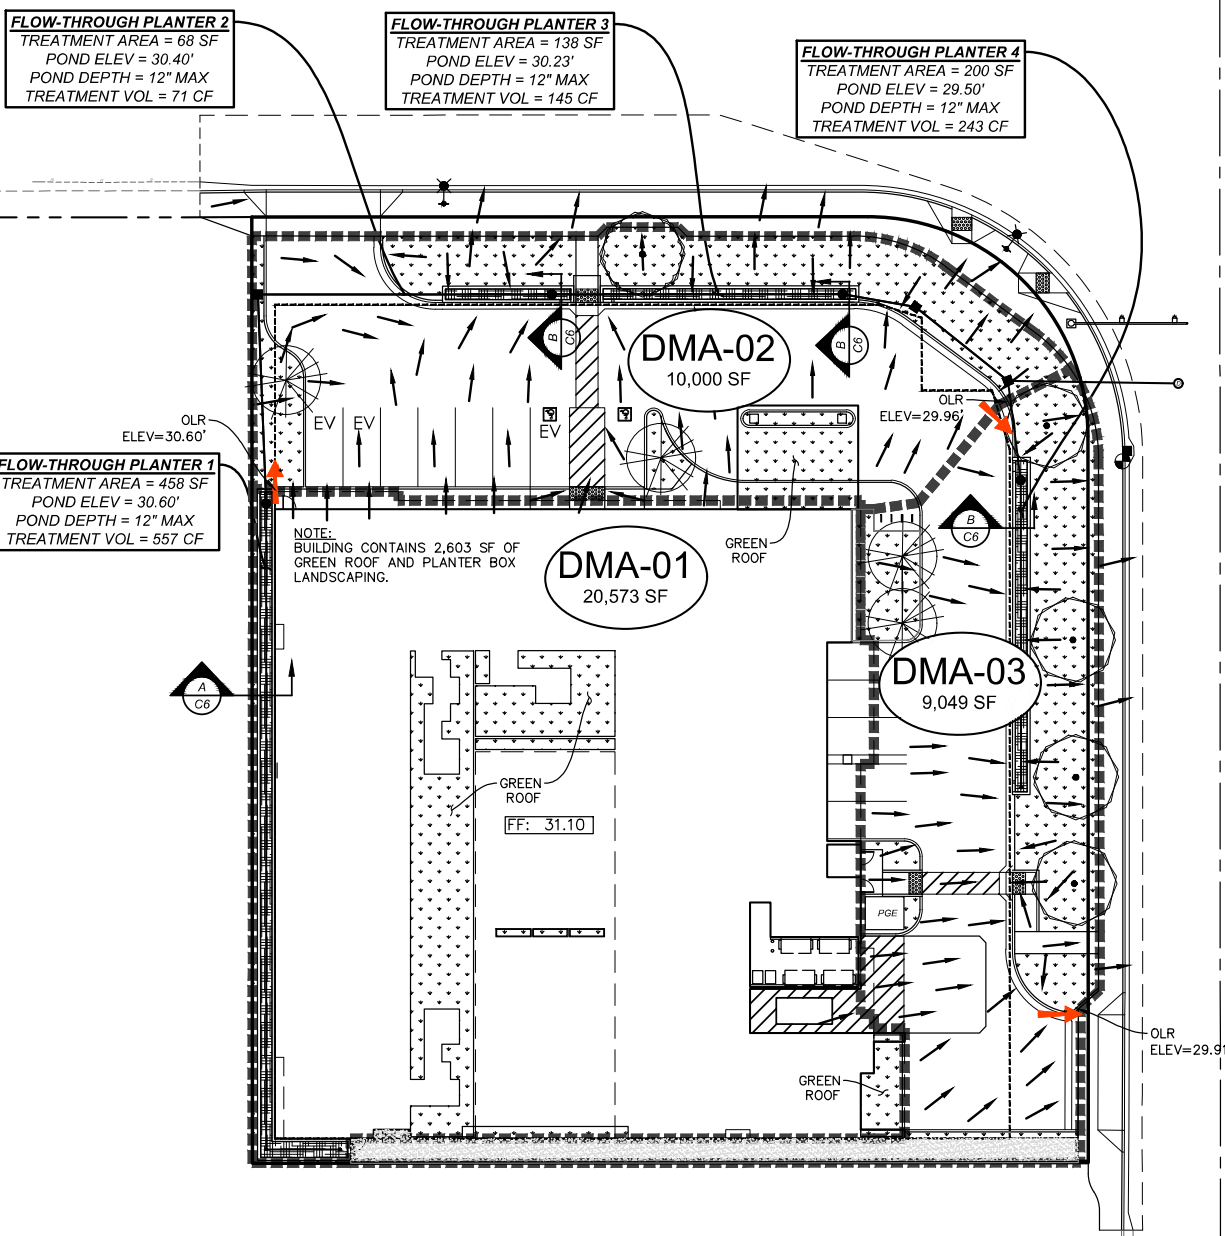 FLOW-THROUGH PLANTER 2
TREATMENT AREA = 68 SF
POND ELEV = 30.40'
POND DEPTH = 12" MAX
TREATMENT VOL = 71 CF
FLOW-THROUGH PLANTER 3
TREATMENT AREA = 138 SF
POND ELEV = 30.23'
POND DEPTH = 12" MAX
TREATMENT VOL = 145 CF
FLOW-THROUGH PLANTER 4
TREATMENT AREA = 200 SF
POND ELEV = 29.50'
POND DEPTH = 12" MAX
TREATMENT VOL = 243 CF
B
C6
DMA-02
10,000 SF
B
C6
OLR
ELEV=29.96'
OLR
ELEV=30.60'
EV
EV
EV
FLOW-THROUGH PLANTER 1
TREATMENT AREA = 458 SF
POND ELEV = 30.60'
POND DEPTH = 12" MAX
TREATMENT VOL = 557 CF
NOTE:
BUILDING CONTAINS 2,603 SF OF
GREEN ROOF AND PLANTER BOX
LANDSCAPING.
DMA-01
20,573 SF
GREEN
ROOF
B
C6
A
C6
DMA-03
9,049 SF
GREEN
ROOF
FF: 31.10
PGE
GREEN
ROOF
OLR
ELEV=29.91